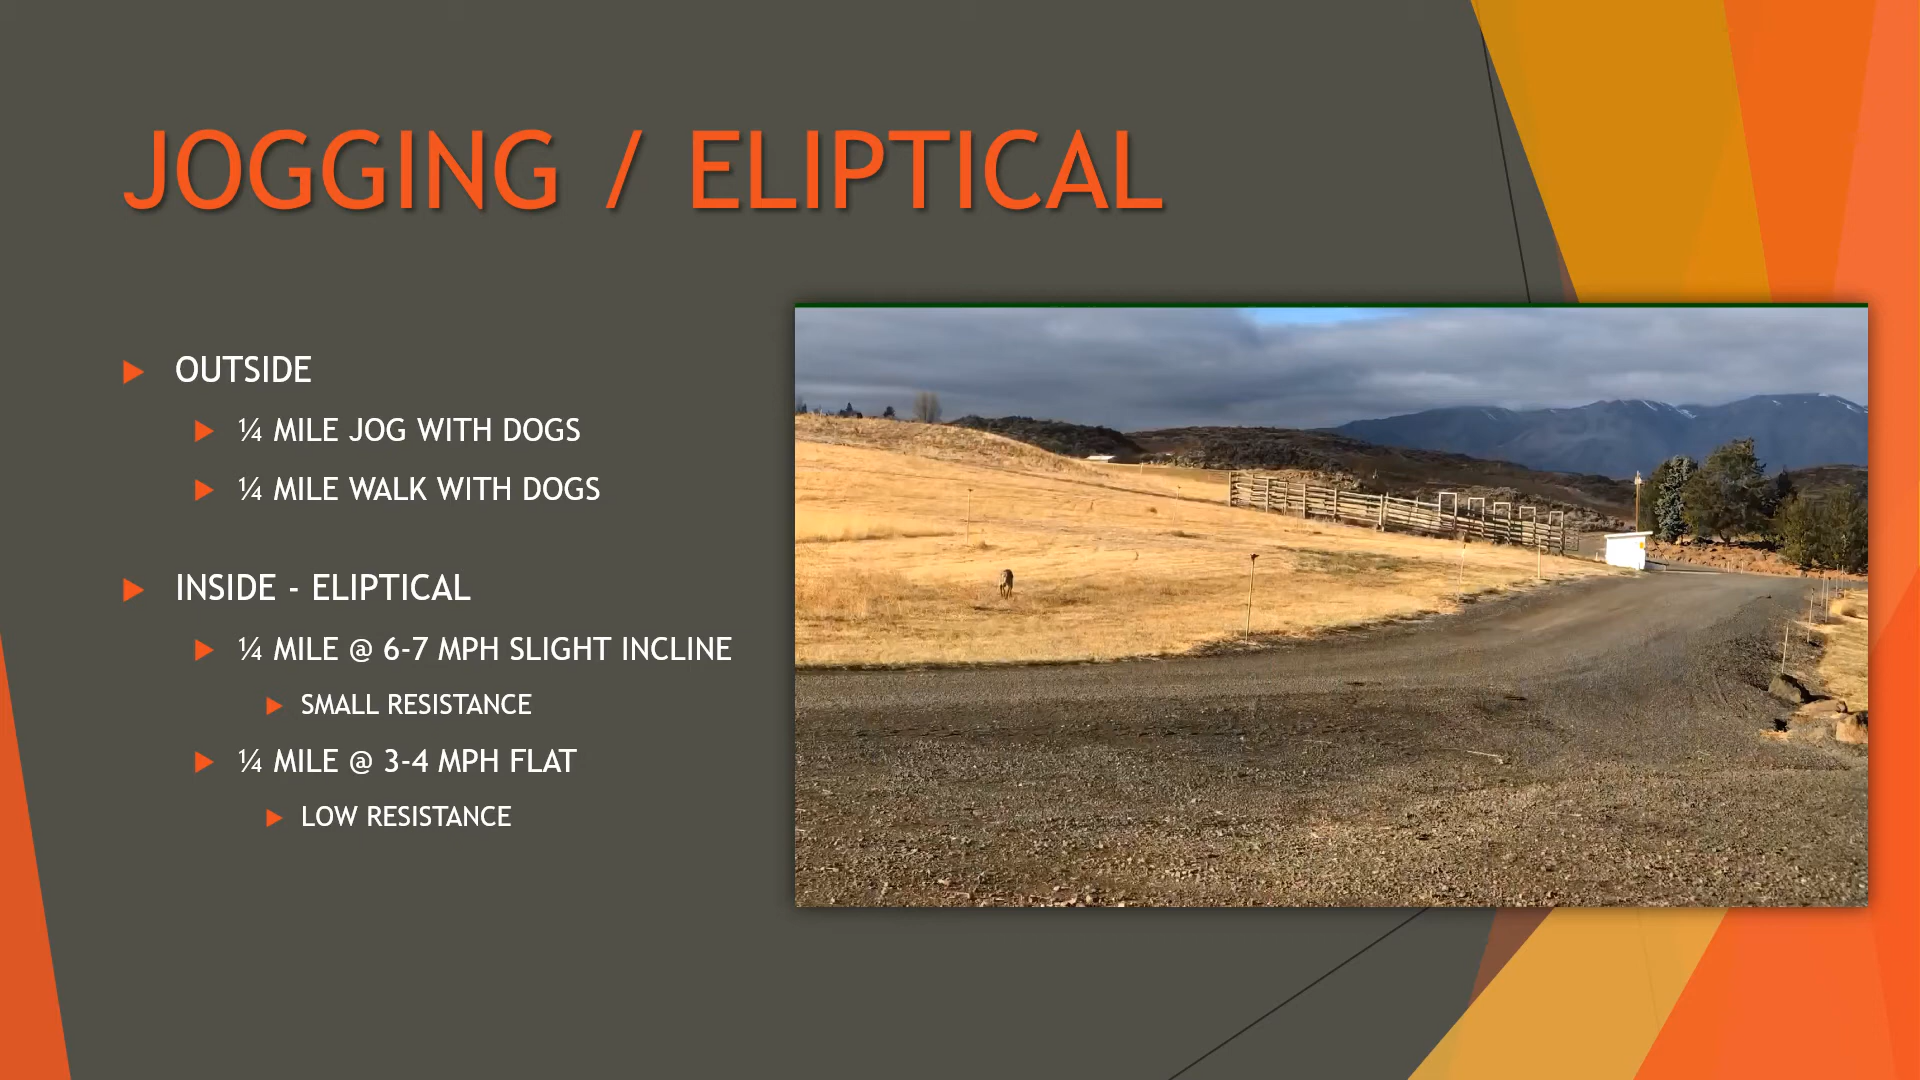 JOGGING / ELIPTICAL
OUTSIDE
¼ MILE JOG WITH DOGS
¼ MILE WALK WITH DOGS
INSIDE - ELIPTICAL
¼ MILE @ 6-7 MPH SLIGHT INCLINE
SMALL RESISTANCE
¼ MILE @ 3-4 MPH FLAT
LOW RESISTANCE